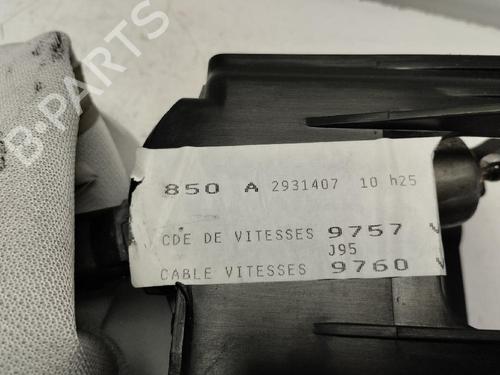 B-PARTS
850 A 2931407 10 h25
CDE DE VITESSES 9757
J95
CABLE VITESSES 9760